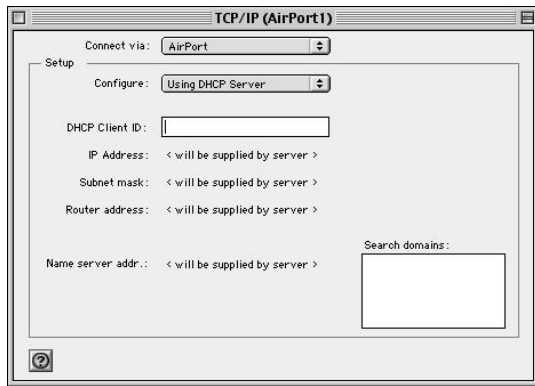 TCP/IP (AirPort1)
Connect via: AirPort
Setup
Configure: Using DHCP Server
DHCP Client ID:
IP Address: < will be supplied by server >
Subnet mask: < will be supplied by server >
Router address: < will be supplied by server >
Search domains:
Name server addr.: < will be supplied by server >
?